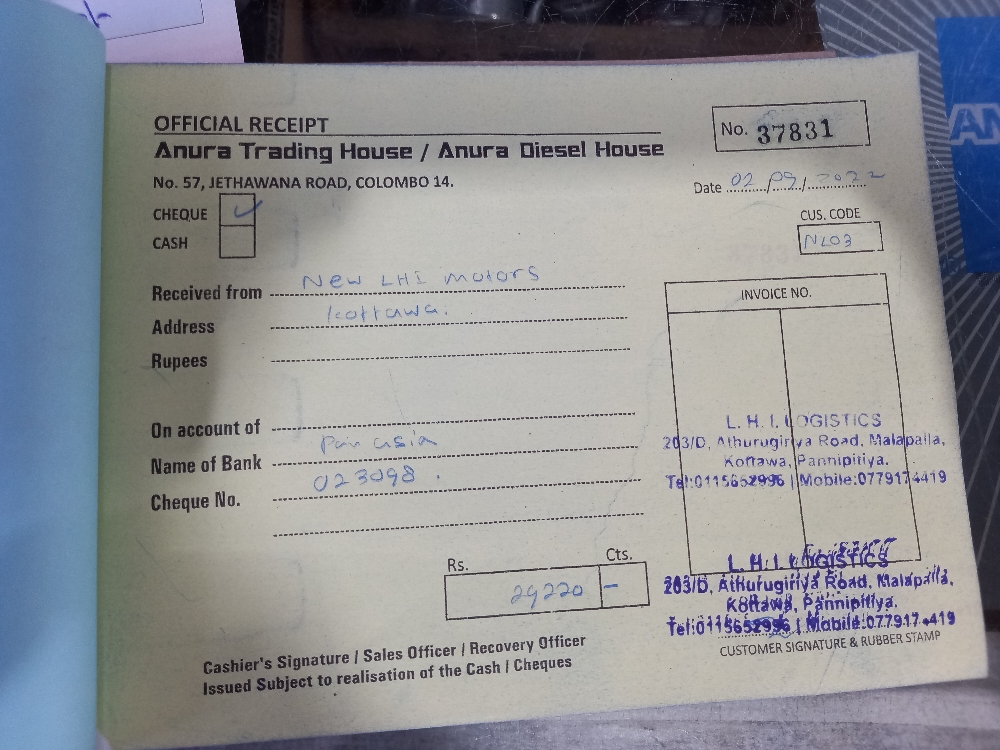 OFFICIAL RECEIPT
Anura Trading House / Anura Diesel House
No. 57, JETHAWANA ROAD, COLOMBO 14.
No. 37831
Date 02/09/2022
CHEQUE
CASH
CUS. CODE
NL03
Received from New LHI Motors
Address Kottawa.
Rupees
On account of
Name of Bank Pan asia
Cheque No. 023098.
INVOICE NO.
L. H. I. LOGISTICS
203/D, Athurugiriya Road, Malapalla,
Kottawa, Pannipitiya.
Tel:0115652996 | Mobile:0779174419
Rs. Cts.
29220 -
L. H. I. LOGISTICS
203/D, Athurugiriya Road, Malapalla,
Kottawa, Pannipitiya.
Tel:0115652996 | Mobile:0779174419
CUSTOMER SIGNATURE & RUBBER STAMP
Cashier's Signature / Sales Officer / Recovery Officer
Issued Subject to realisation of the Cash / Cheques